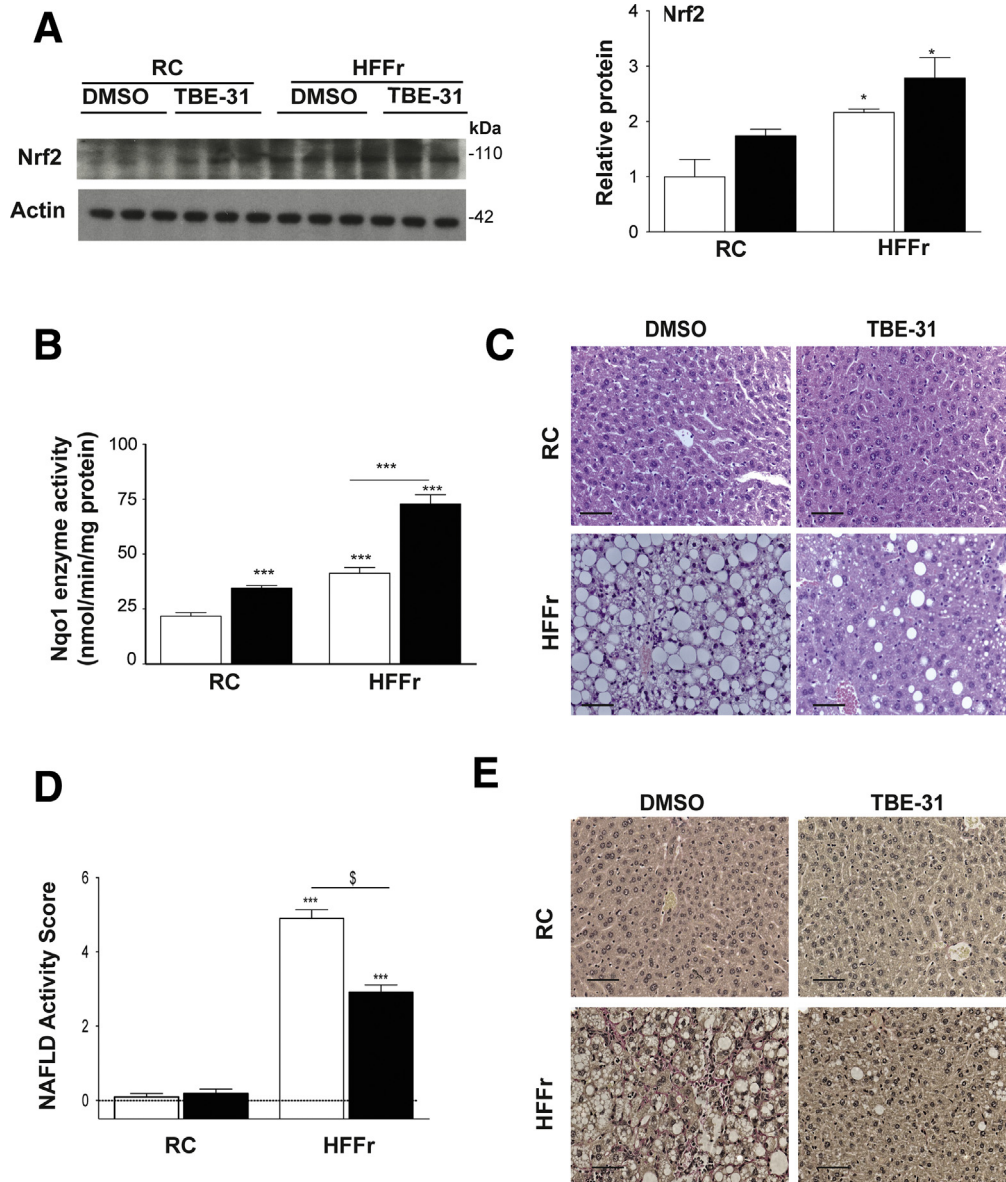 A
RC HFFr
DMSO TBE-31 DMSO TBE-31
kDa
Nrf2 -110
Actin -42
Nrf2
Relative protein
4
3
2
1
0
* *
RC HFFr
B
Nqo1 enzyme activity
(nmol/min/mg protein)
100
75
50
25
0
***
*** *** ***
RC HFFr
C
DMSO TBE-31
RC
HFFr
D
NAFLD Activity Score
6
4
2
0
$
*** ***
RC HFFr
E
DMSO TBE-31
RC
HFFr